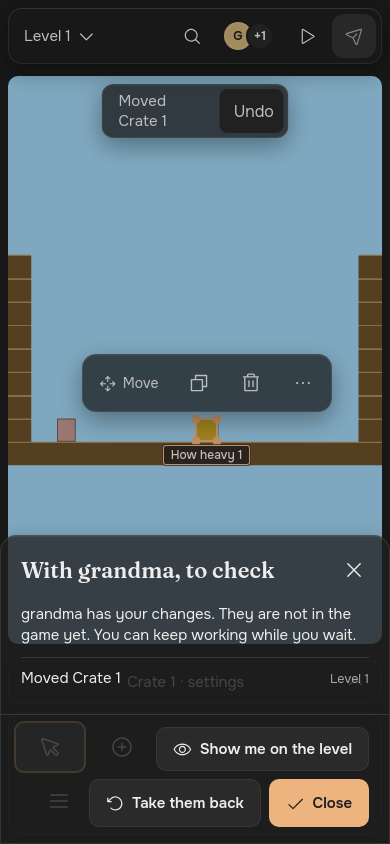 Level 1
G
+1
Moved
Crate 1
Undo
Move
How heavy 1
With grandma, to check
grandma has your changes. They are not in the
game yet. You can keep working while you wait.
Moved Crate 1
Crate 1 · settings
Level 1
Show me on the level
Take them back
Close